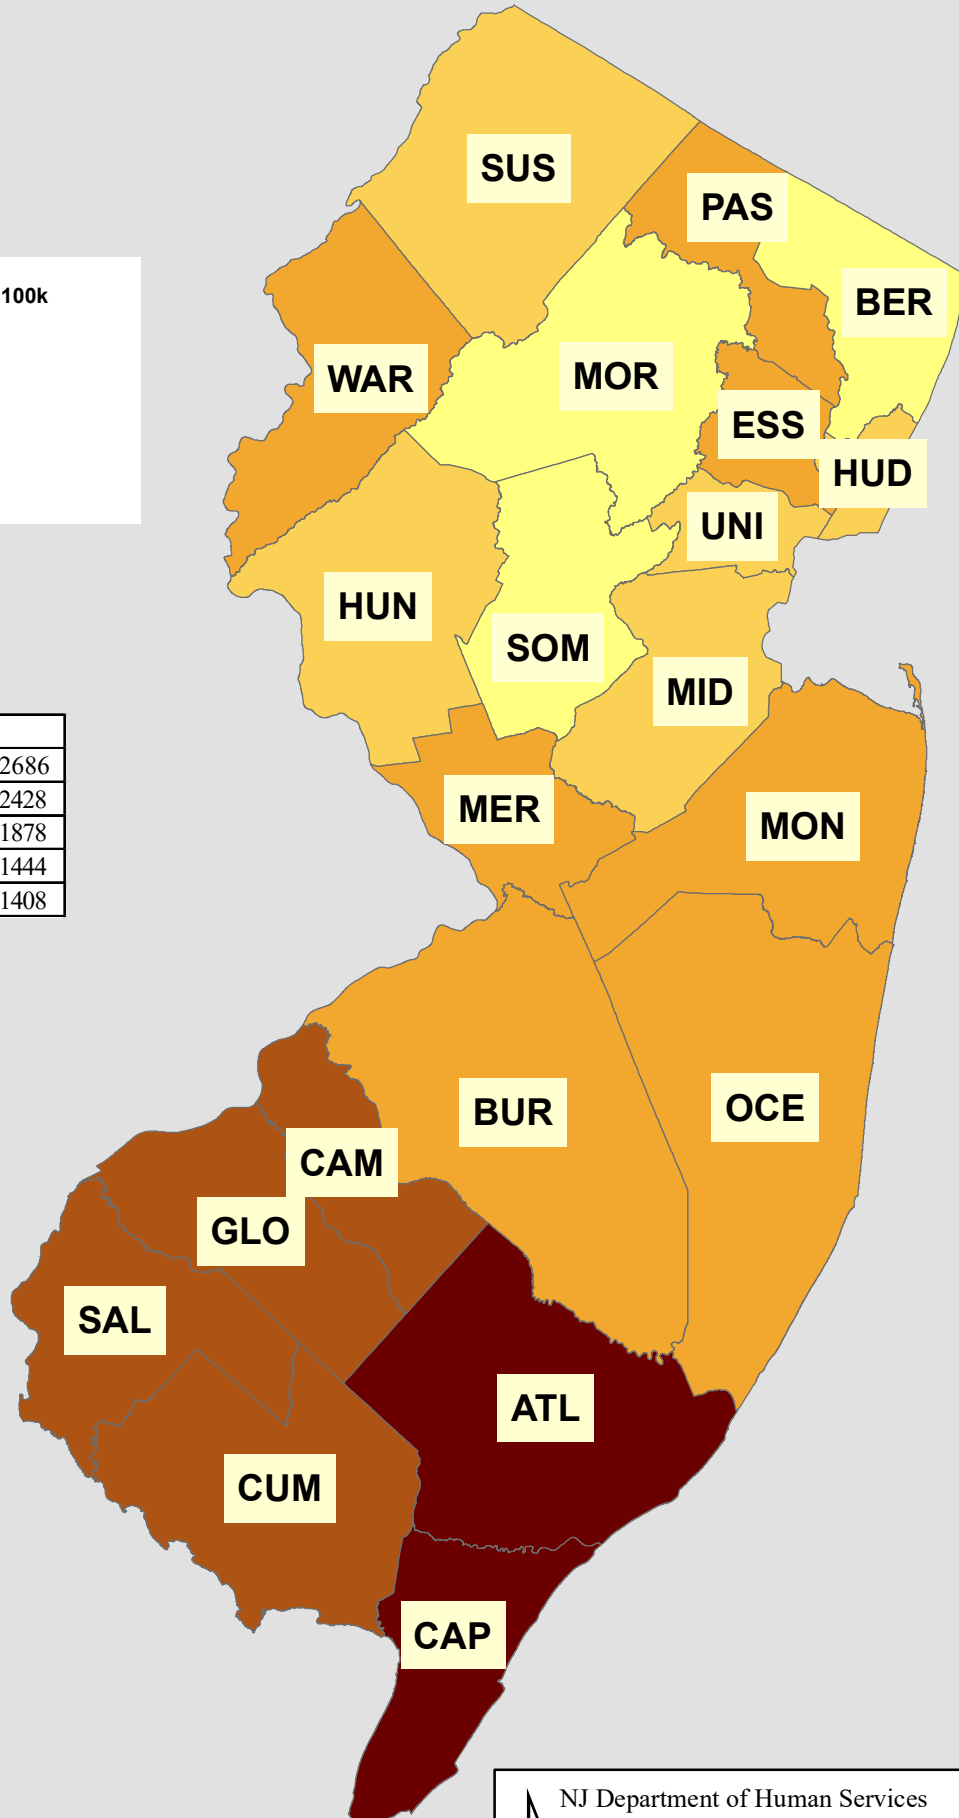 SUS
PAS
100k
BER
WAR
MOR
ESS
HUD
UNI
HUN
SOM
MID
2686
2428
1878
1444
1408
MER
MON
BUR
OCE
CAM
GLO
SAL
ATL
CUM
CAP
NJ Department of Human Services